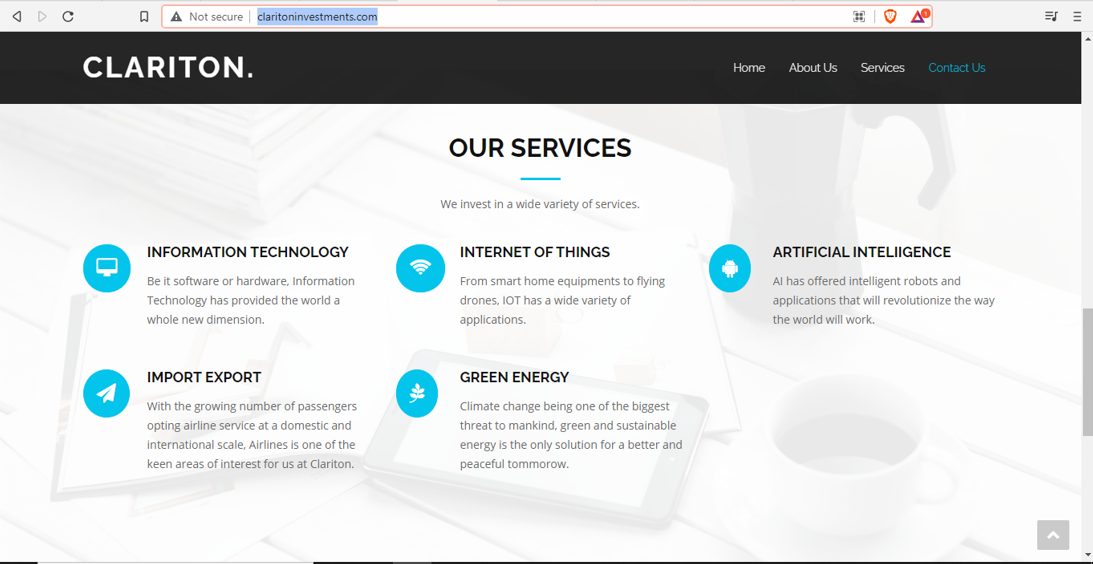 Not secure claritoninvestments.com
1
CLARITON.
Home About Us Services Contact Us
OUR SERVICES
We invest in a wide variety of services.
INFORMATION TECHNOLOGY
Be it software or hardware, Information
Technology has provided the world a
whole new dimension.
INTERNET OF THINGS
From smart home equipments to flying
drones, IOT has a wide variety of
applications.
ARTIFICIAL INTELIIGENCE
AI has offered intelligent robots and
applications that will revolutionize the way
the world will work.
IMPORT EXPORT
With the growing number of passengers
opting airline service at a domestic and
international scale, Airlines is one of the
keen areas of interest for us at Clariton.
GREEN ENERGY
Climate change being one of the biggest
threat to mankind, green and sustainable
energy is the only solution for a better and
peaceful tommorow.